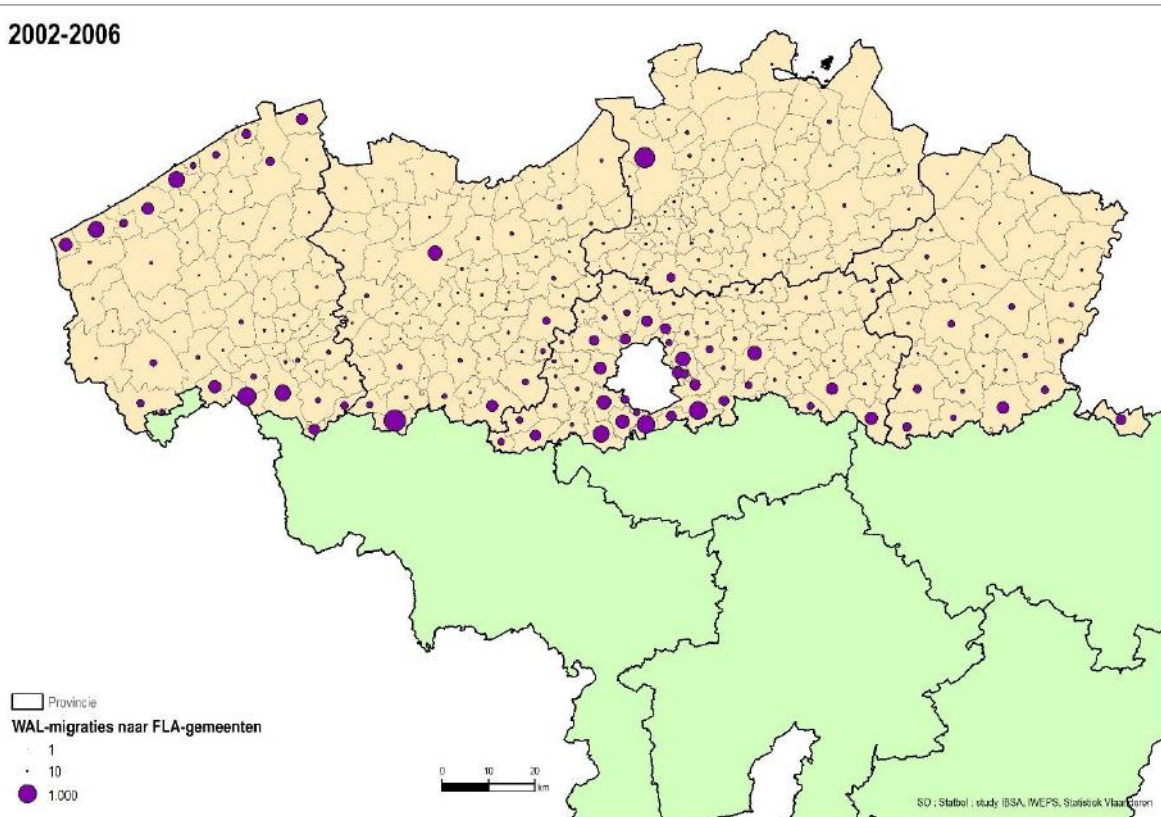 2002-2006
Provincie
WAL-migraties naar FLA-gemeenten
1
10
1.000
0 10 20
km
SD ; Statbel ; study IBSA, IWEPS, Statistiek Vlaanderen